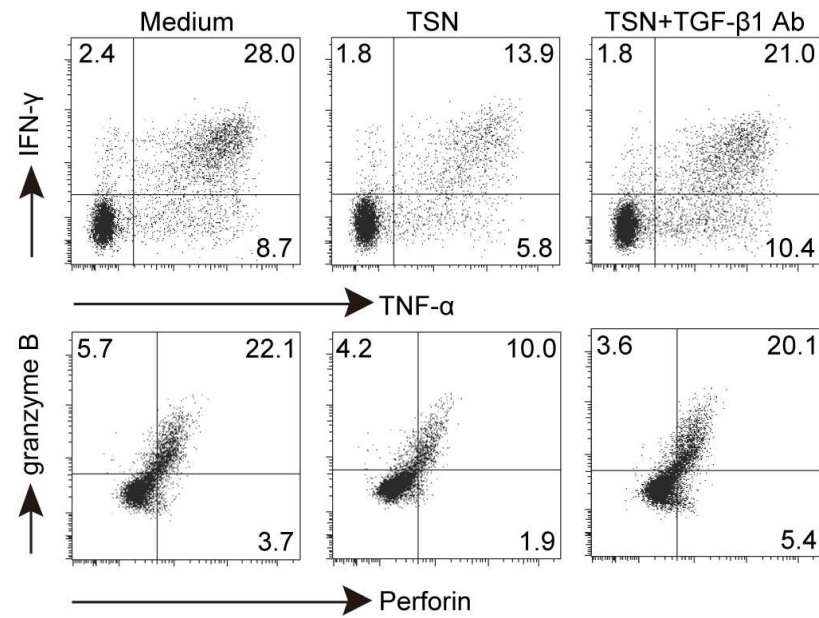 Medium TSN TSN+TGF-β1 Ab
2.4 28.0 1.8 13.9 1.8 21.0
IFN-γ
8.7 5.8 10.4
TNF-α
5.7 22.1 4.2 10.0 3.6 20.1
granzyme B
3.7 1.9 5.4
Perforin